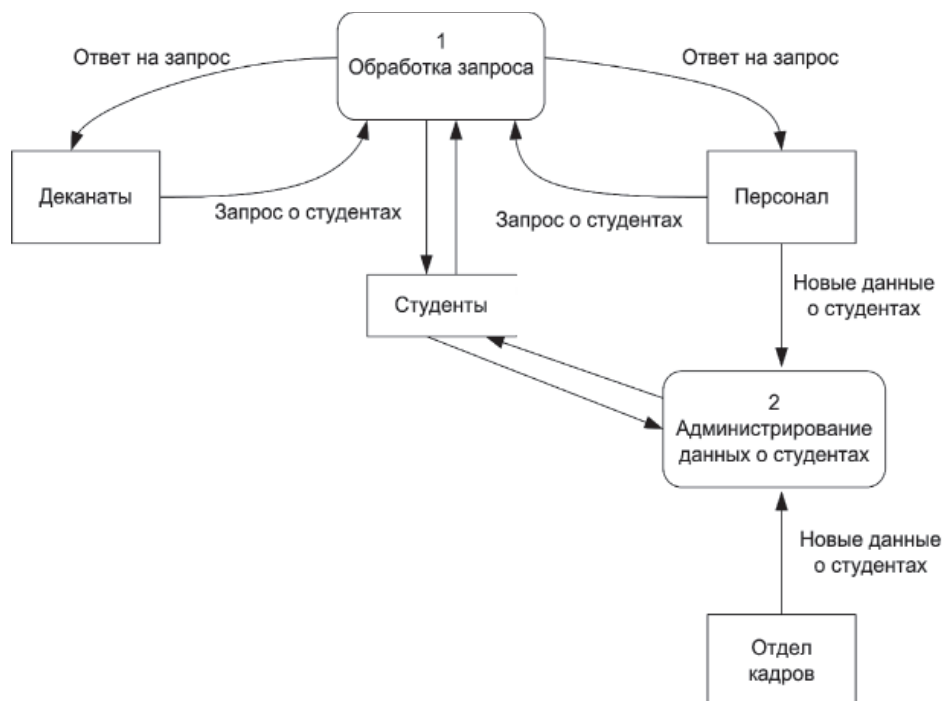 1
Обработка запроса
Ответ на запрос
Ответ на запрос
Деканаты
Запрос о студентах
Запрос о студентах
Персонал
Студенты
Новые данные
о студентах
2
Администрирование
данных о студентах
Новые данные
о студентах
Отдел
кадров